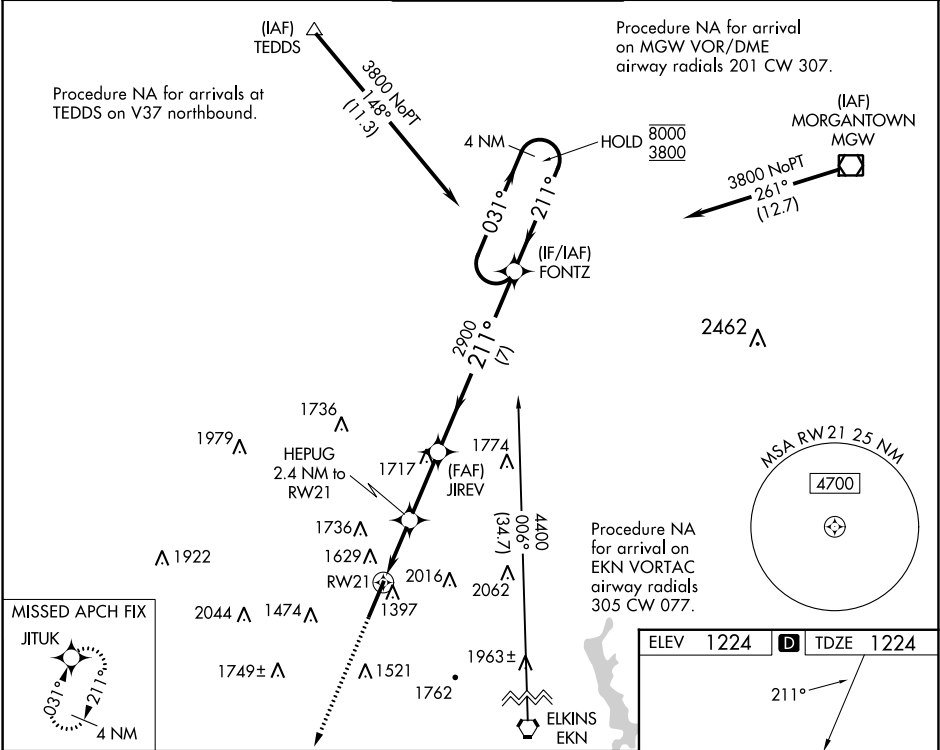 (IAF)
TEDDS
Procedure NA for arrival
on MGW VOR/DME
airway radials 201 CW 307.
Procedure NA for arrivals at
TEDDS on V37 northbound.
3800 NoPT
148°
(11.3)
(IAF)
MORGANTOWN
MGW
4 NM
HOLD
8000
3800
3800 NoPT
261°
(12.7)
031°
211°
(IF/IAF)
FONTZ
2900
211°
(7)
2462
1736
1979
HEPUG
2.4 NM to
RW21
1717
(FAF)
JIREV
1774
MSA RW21 25 NM
4700
4400
006°
(34.7)
1736
1922
1629
RW21
2016
2062
1397
Procedure NA
for arrival on
EKN VORTAC
airway radials
305 CW 077.
MISSED APCH FIX
JITUK
031°
211°
4 NM
2044
1474
1749±
1521
1762
1963±
ELKINS
EKN
ELEV 1224 D TDZE 1224
211°